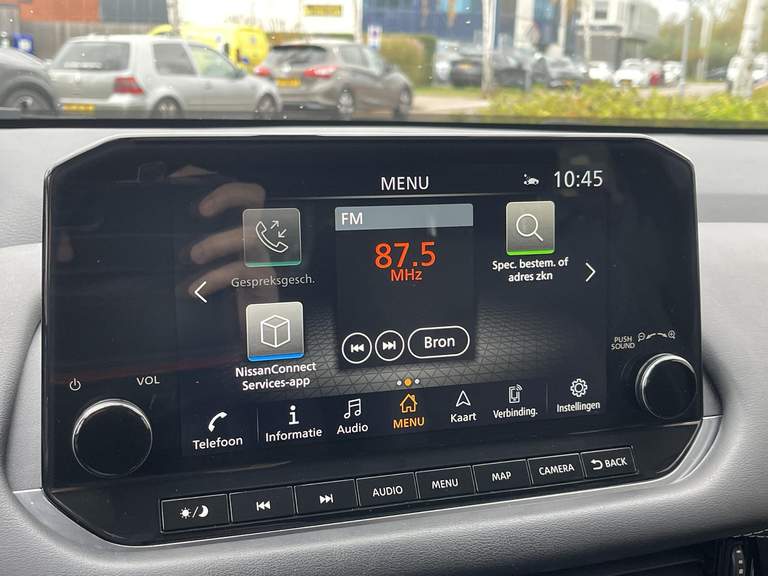 MENU
10:45
FM
87.5
MHz
Gespreksgesch.
Spec. bestem. of
adres zkn
NissanConnect
Services-app
Bron
PUSH
SOUND
VOL
Telefoon
Informatie
Audio
MENU
Kaart
Verbinding.
Instellingen
AUDIO
MENU
MAP
CAMERA
BACK